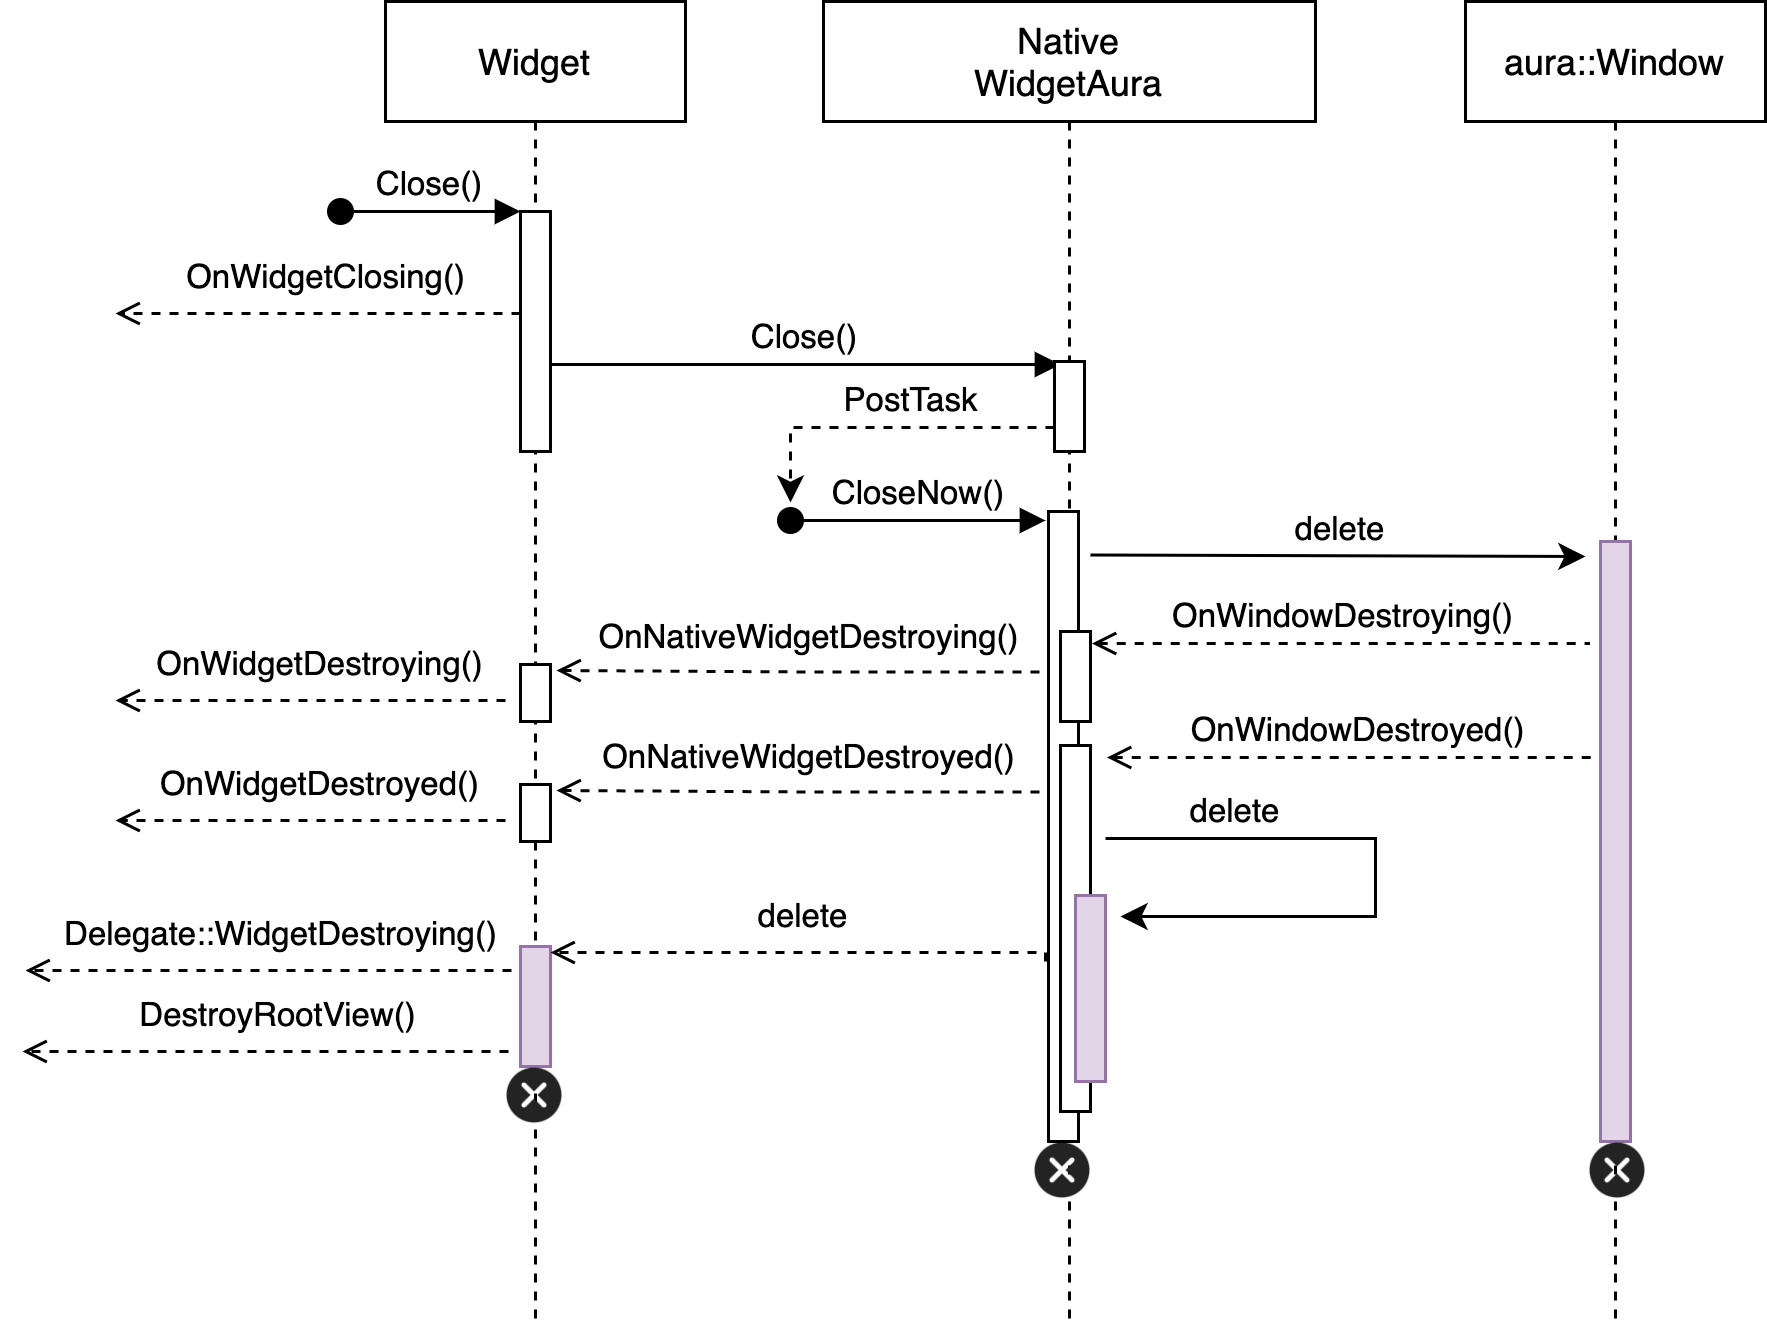 Widget
Native
WidgetAura
aura::Window
Close()
OnWidgetClosing()
Close()
PostTask
CloseNow()
delete
OnWindowDestroying()
OnNativeWidgetDestroying()
OnWidgetDestroying()
OnWindowDestroyed()
OnNativeWidgetDestroyed()
OnWidgetDestroyed()
delete
delete
Delegate::WidgetDestroying()
DestroyRootView()